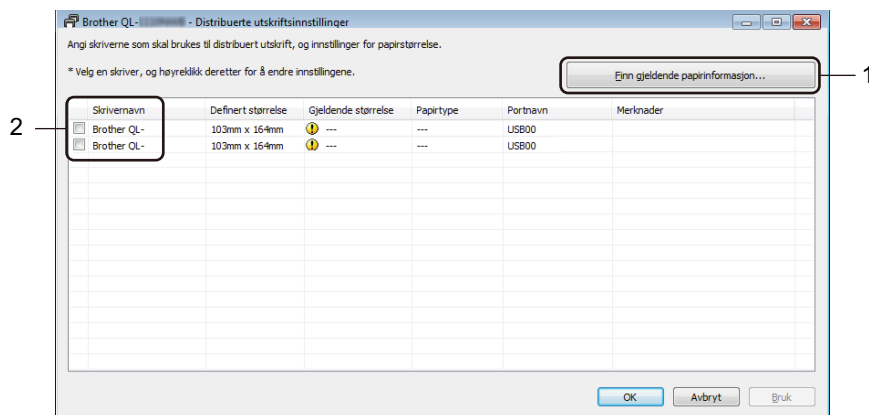 Brother QL- - Distribuerte utskriftsinnstillinger
Angi skriverne som skal brukes til distribuert utskrift, og innstillinger for papirstørrelse.
* Velg en skriver, og høyreklikk deretter for å endre innstillingene.
Finn gjeldende papirinformasjon...
1
2
Skrivernavn Definert størrelse Gjeldende størrelse Papirtype Portnavn Merknader
Brother QL- 103mm x 164mm --- --- USB00
Brother QL- 103mm x 164mm --- --- USB00
OK Avbryt Bruk